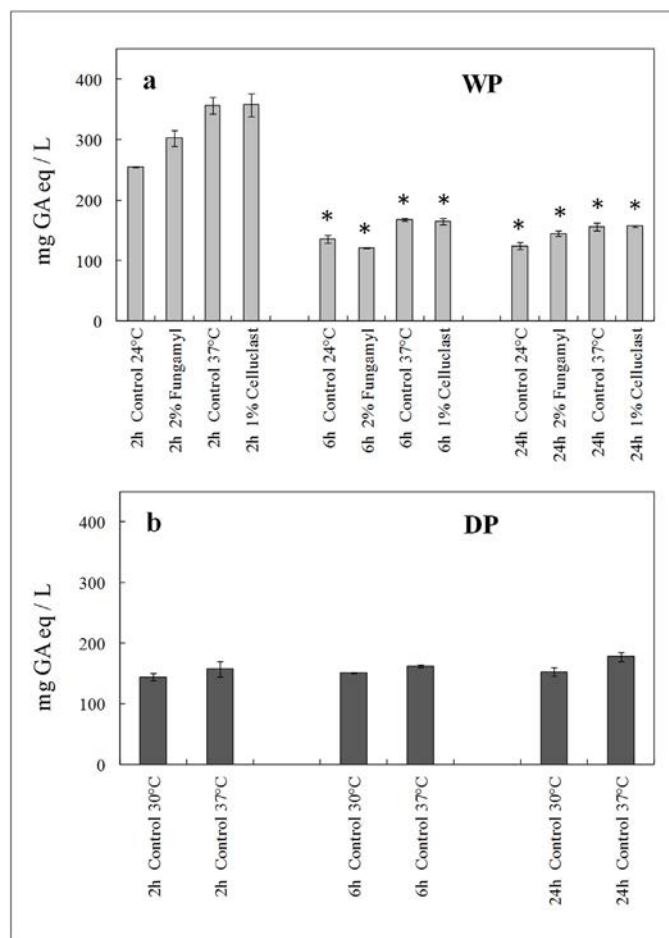 a
WP
mg GA eq / L
400
300
200
100
0
* * * * * * * *
2h Control 24°C
2h 2% Fungamyl
2h Control 37°C
2h 1% Celluclast
6h Control 24°C
6h 2% Fungamyl
6h Control 37°C
6h 1% Celluclast
24h Control 24°C
24h 2% Fungamyl
24h Control 37°C
24h 1% Celluclast
b
DP
mg GA eq / L
400
300
200
100
0
2h Control 30°C
2h Control 37°C
6h Control 30°C
6h Control 37°C
24h Control 30°C
24h Control 37°C